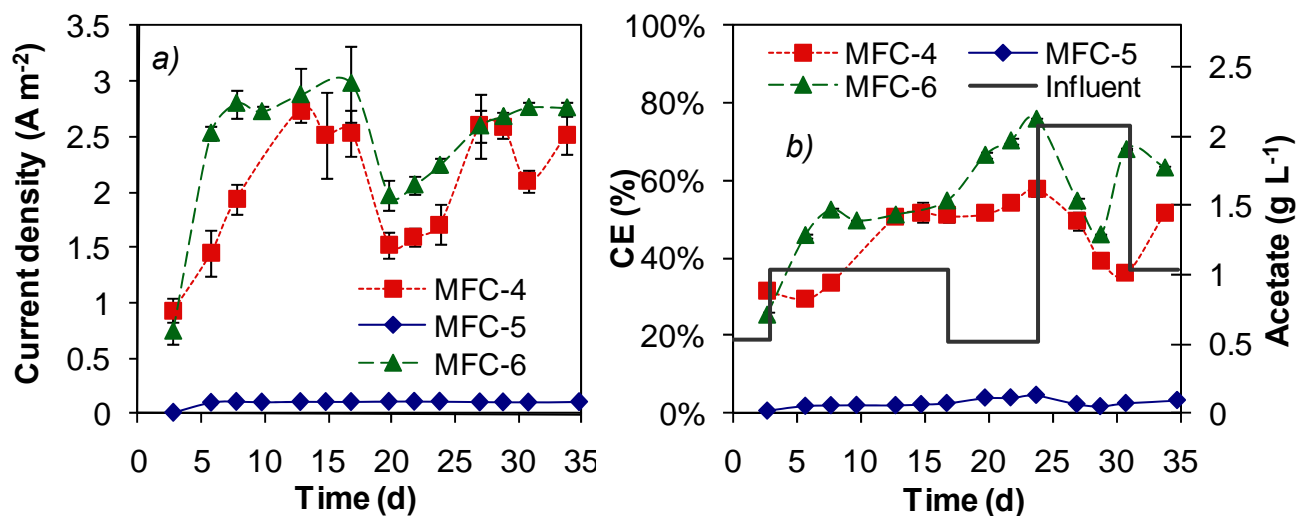 a)
Current density (A m-2)
3.5
3
2.5
2
1.5
1
0.5
0
MFC-4
MFC-5
MFC-6
0 5 10 15 20 25 30 35
Time (d)
b)
CE (%)
100%
80%
60%
40%
20%
0%
MFC-4 MFC-5
MFC-6 Influent
2.5
2
1.5
1
0.5
0
Acetate (g L-1)
0 5 10 15 20 25 30 35
Time (d)